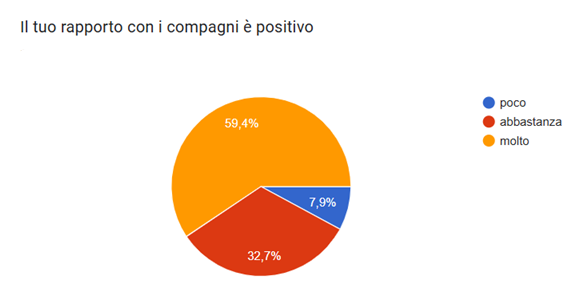 Il tuo rapporto con i compagni è positivo
59,4%
7,9%
32,7%
poco
abbastanza
molto